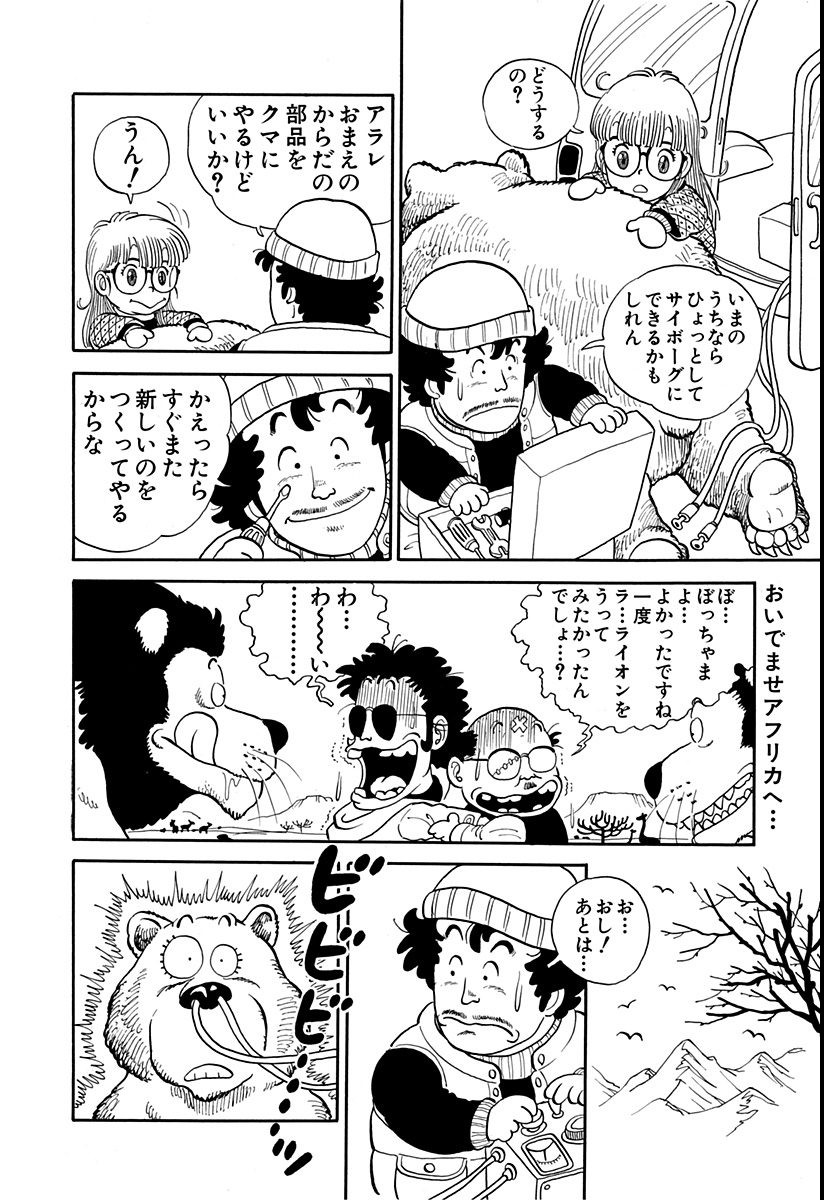 どうする
の？
いまの
うちなら
ひょっとして
サイボーグに
できるかも
しれん
アラレ
おまえの
からだの
部品を
クマに
やるけど
いいか？
うん！
かえったら
すぐまた
新しいのを
つくってやる
からな
おいでませアフリカへ…
ぼ…
ぼっちゃま
よ…
よかったですね
一度
ラ…ライオンを
うって
みたかったん
でしょ…？
わ…
わ〜〜い
………
お…
おし！
あとは…
ビビビ…ッ